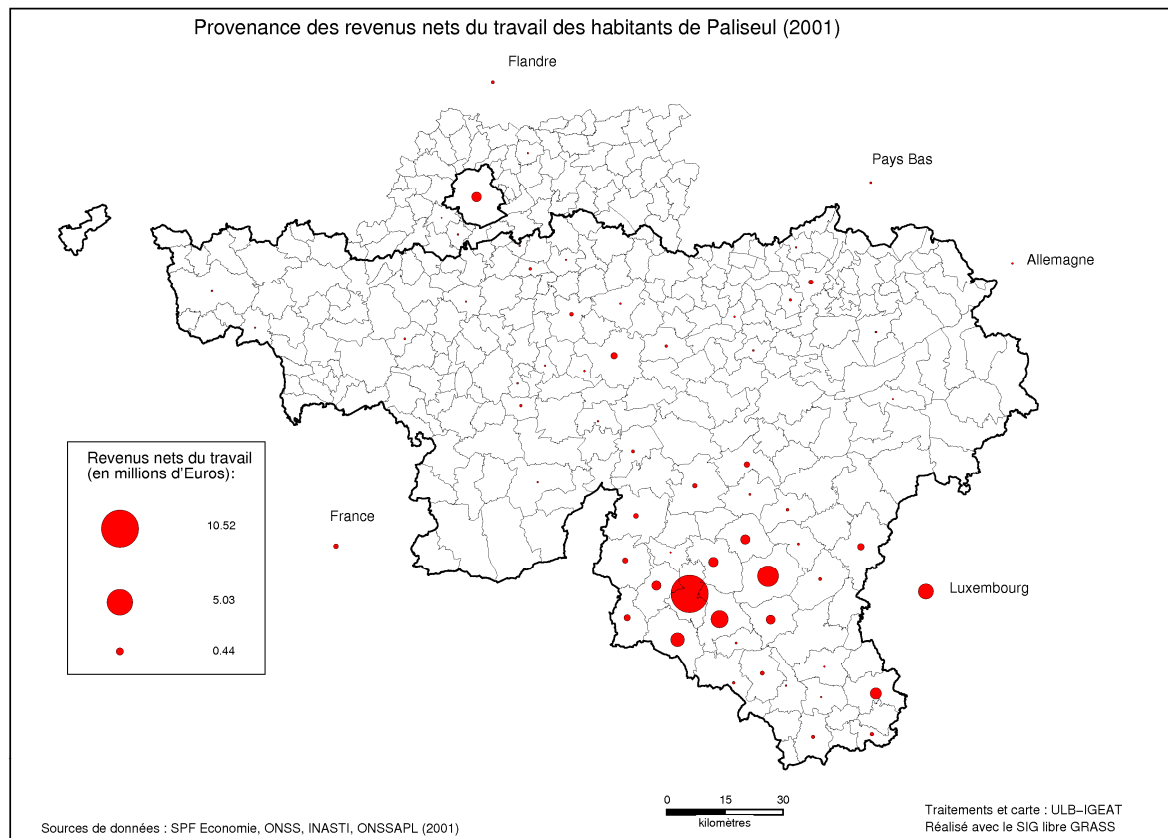 Provenance des revenus nets du travail des habitants de Paliseul (2001)
Flandre
Pays Bas
Allemagne
Revenus nets du travail
(en millions d'Euros):
10.52
5.03
0.44
France
Luxembourg
0 15 30
kilomètres
Sources de données : SPF Economie, ONSS, INASTI, ONSSAPL (2001)
Traitements et carte : ULB–IGEAT
Réalisé avec le SIG libre GRASS